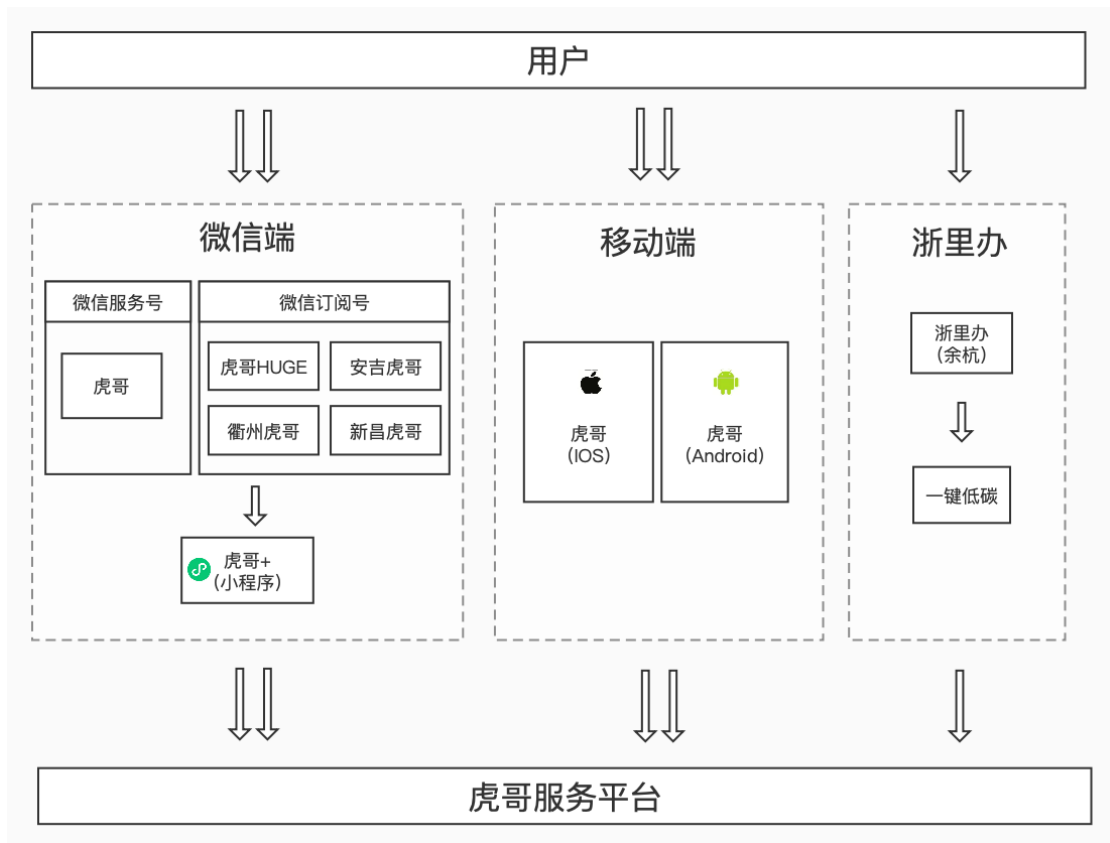 用户
微信端
移动端
浙里办
微信服务号
微信订阅号
虎哥
虎哥HUGE
安吉虎哥
衢州虎哥
新昌虎哥
虎哥+
(小程序)
虎哥
(IOS)
虎哥
(Android)
浙里办
(余杭)
一键低碳
虎哥服务平台